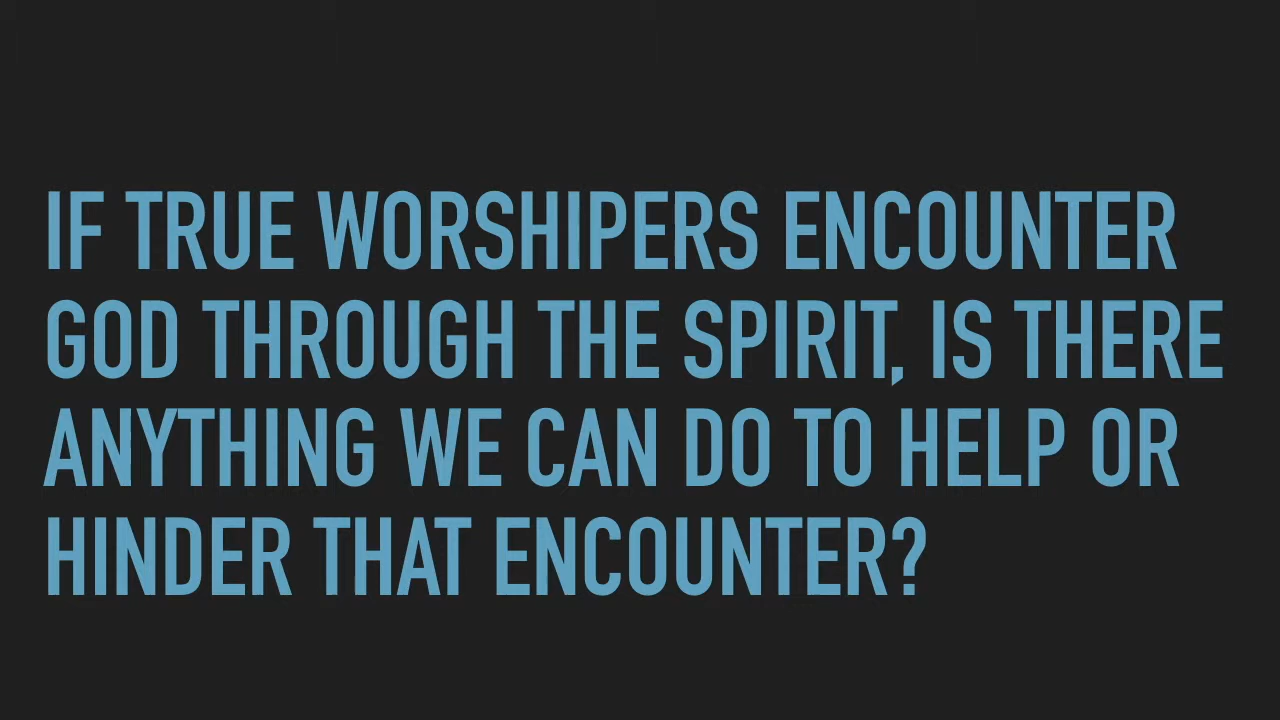 IF TRUE WORSHIPERS ENCOUNTER
GOD THROUGH THE SPIRIT, IS THERE
ANYTHING WE CAN DO TO HELP OR
HINDER THAT ENCOUNTER?